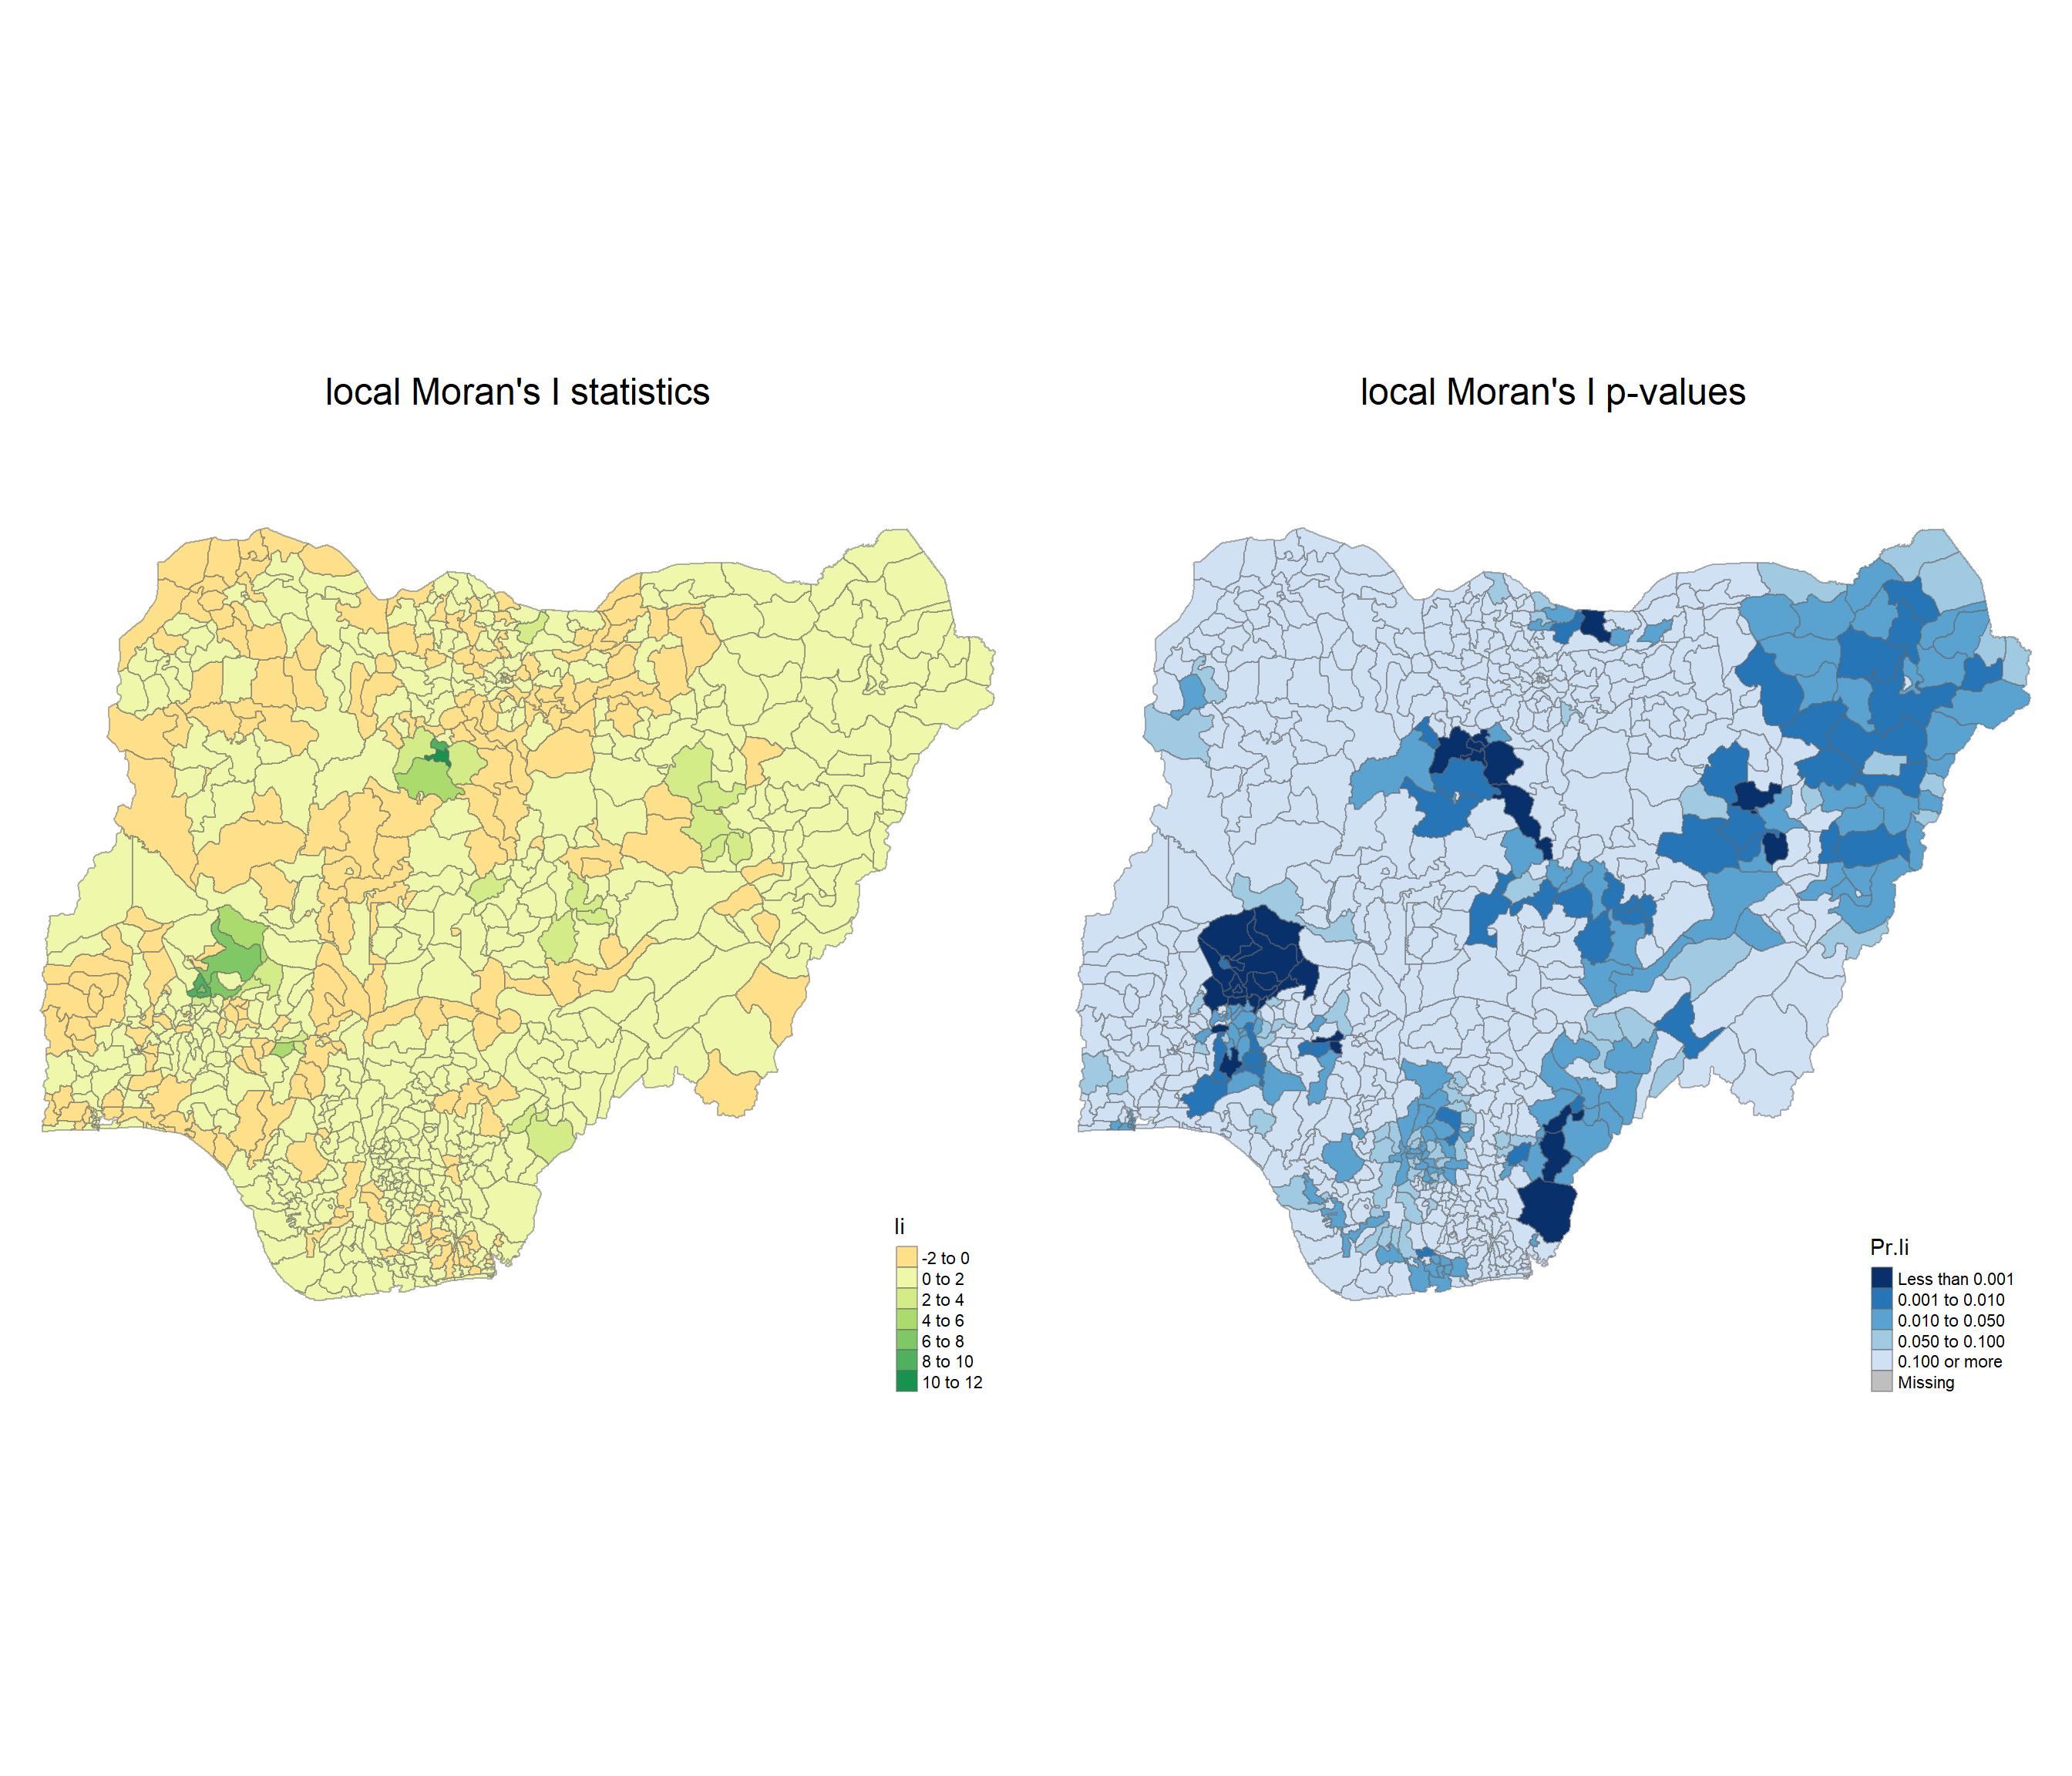 local Moran's I statistics
local Moran's I p-values
Ii
-2 to 0
0 to 2
2 to 4
4 to 6
6 to 8
8 to 10
10 to 12
Pr.Ii
Less than 0.001
0.001 to 0.010
0.010 to 0.050
0.050 to 0.100
0.100 or more
Missing